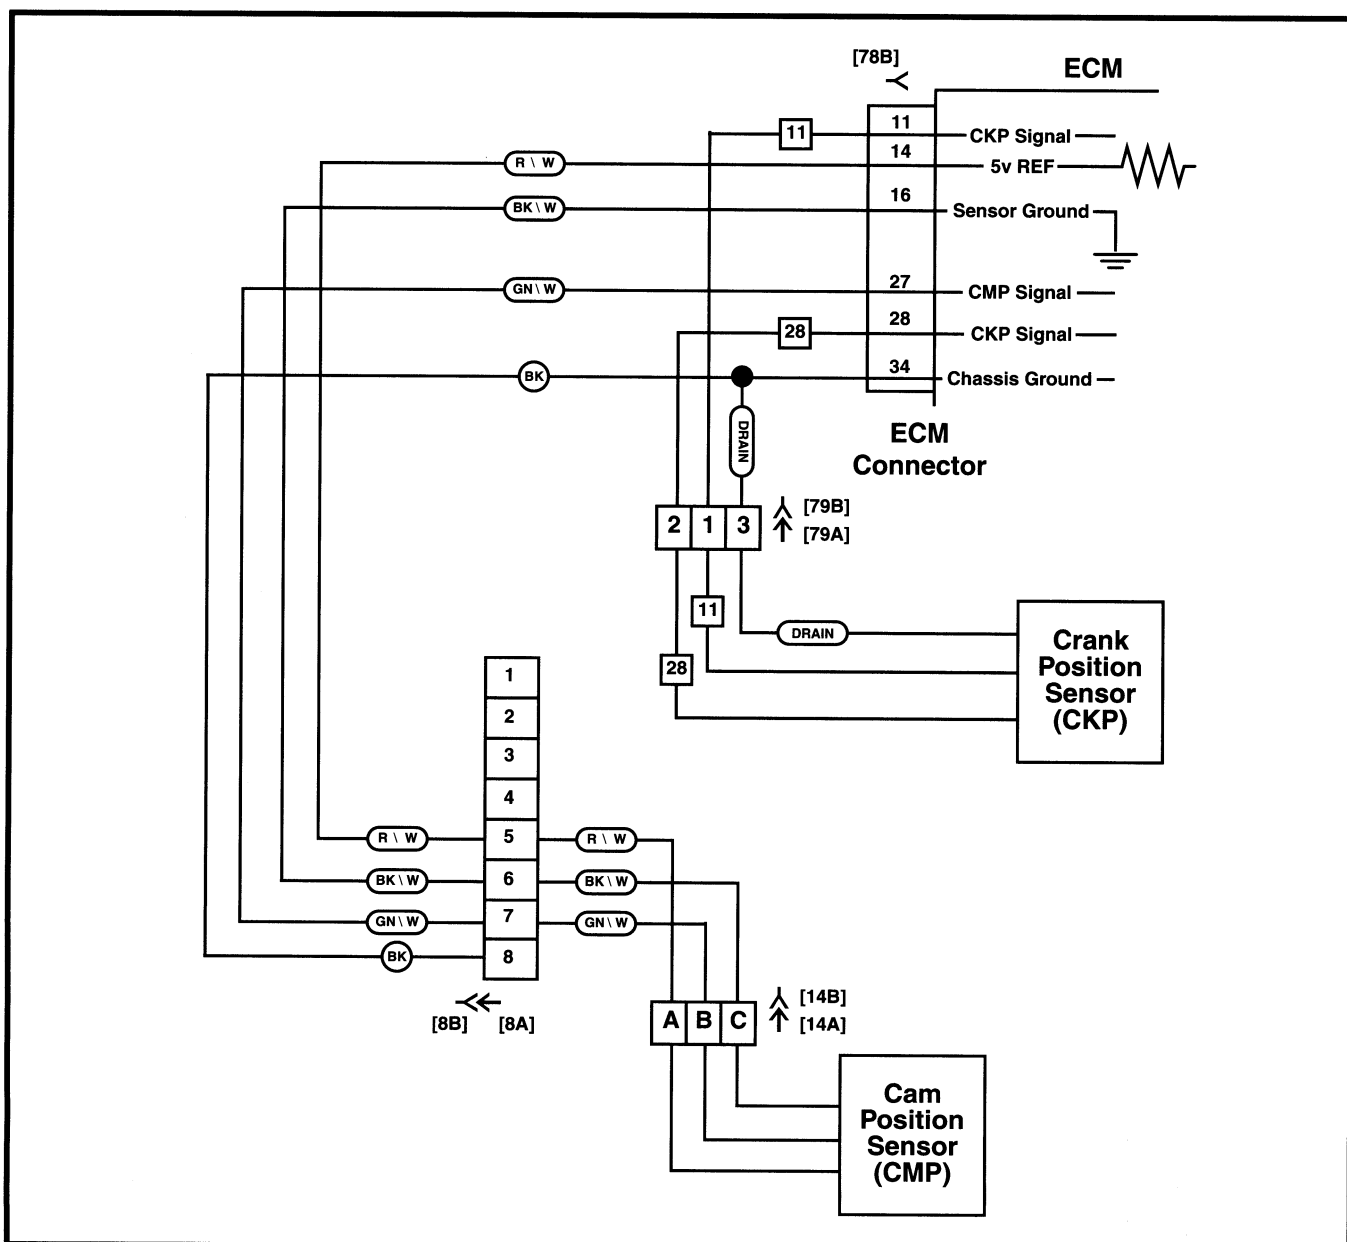 [78B]
ECM
11
11
CKP Signal
R \ W
14
5v REF
BK \ W
16
Sensor Ground
GN \ W
27
CMP Signal
28
28
CKP Signal
BK
34
Chassis Ground
DRAIN
ECM
Connector
2 1 3
[79B]
[79A]
11
DRAIN
28
Crank
Position
Sensor
(CKP)
1
2
3
4
R \ W
5
R \ W
BK \ W
6
BK \ W
GN \ W
7
GN \ W
BK
8
[8B] [8A]
A B C
[14B]
[14A]
Cam
Position
Sensor
(CMP)